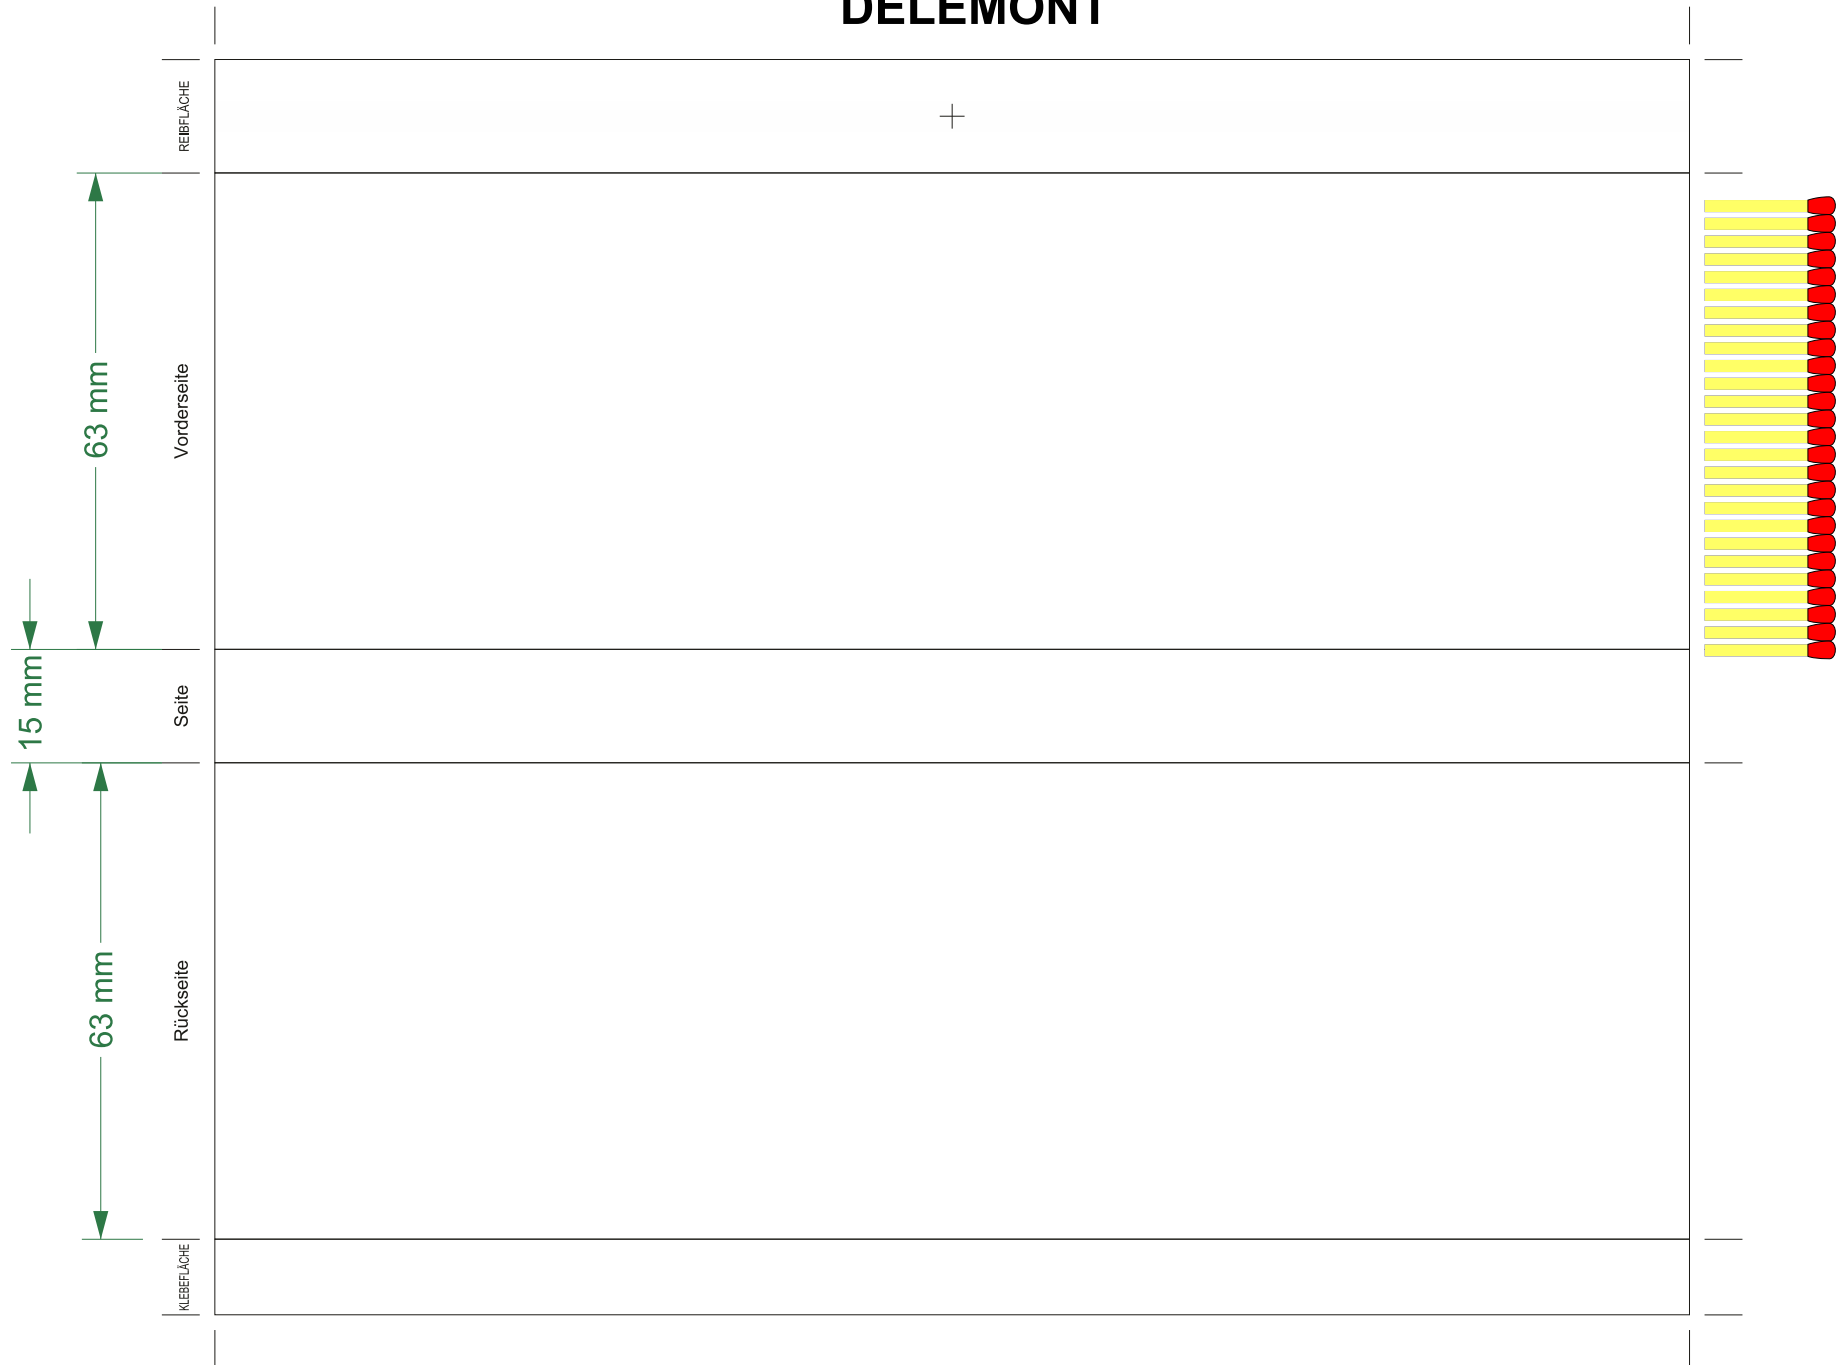 DELEMONT
REIBFLÄCHE
63 mm
Vorderseite
15 mm
Seite
63 mm
Rückseite
KLEBEFLÄCHE